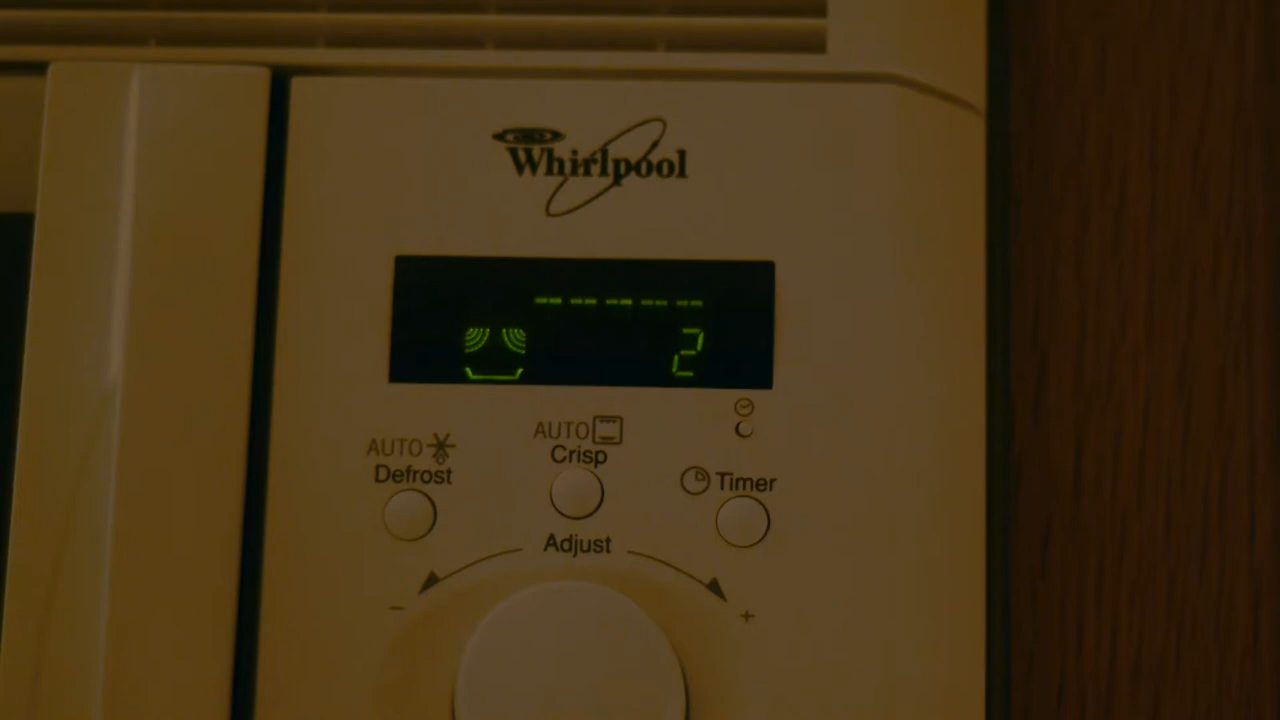 Whirlpool
-- -- -- -- --
2
AUTO
Defrost
AUTO
Crisp
Timer
Adjust
- +